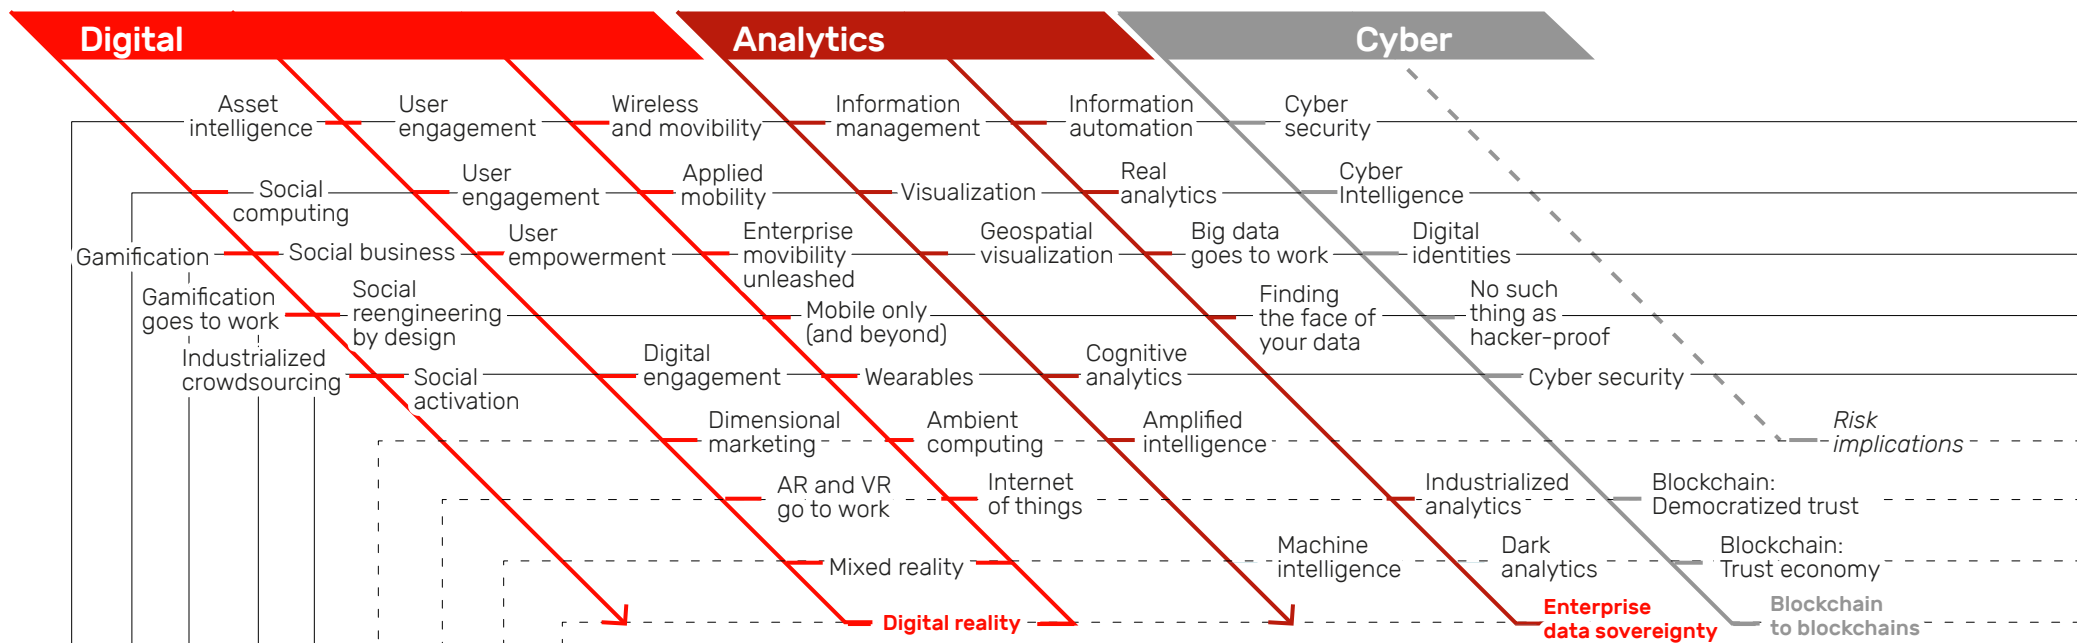 Digital
Analytics
Cyber
Asset
intelligence
User
engagement
Wireless
and movibility
Information
management
Information
automation
Cyber
security
Social
computing
User
engagement
Applied
mobility
Visualization
Real
analytics
Cyber
Intelligence
Gamification
Social business
User
empowerment
Enterprise
movibility
unleashed
Geospatial
visualization
Big data
goes to work
Digital
identities
Gamification
goes to work
Social
reengineering
by design
Mobile only
(and beyond)
Finding
the face of
your data
No such
thing as
hacker-proof
Industrialized
crowdsourcing
Social
activation
Digital
engagement
Wearables
Cognitive
analytics
Cyber security
Dimensional
marketing
Ambient
computing
Amplified
intelligence
Risk
implications
AR and VR
go to work
Internet
of things
Industrialized
analytics
Blockchain:
Democratized trust
Mixed reality
Machine
intelligence
Dark
analytics
Blockchain:
Trust economy
Digital reality
Enterprise
data sovereignty
Blockchain
to blockchains